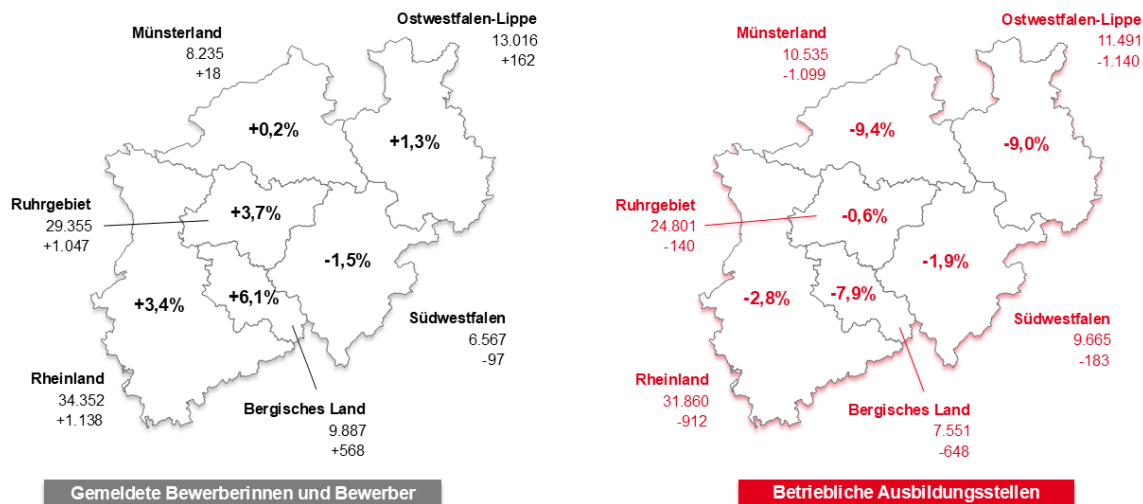 Ostwestfalen-Lippe
13.016
+162
Münsterland
8.235
+18
+0,2%
+1,3%
Ruhrgebiet
29.355
+1.047
+3,7%
-1,5%
+3,4%
+6,1%
Südwestfalen
6.567
-97
Rheinland
34.352
+1.138
Bergisches Land
9.887
+568
Gemeldete Bewerberinnen und Bewerber
Ostwestfalen-Lippe
11.491
-1.140
Münsterland
10.535
-1.099
-9,4%
-9,0%
Ruhrgebiet
24.801
-140
-0,6%
-1,9%
-2,8%
-7,9%
Südwestfalen
9.665
-183
Rheinland
31.860
-912
Bergisches Land
7.551
-648
Betriebliche Ausbildungsstellen